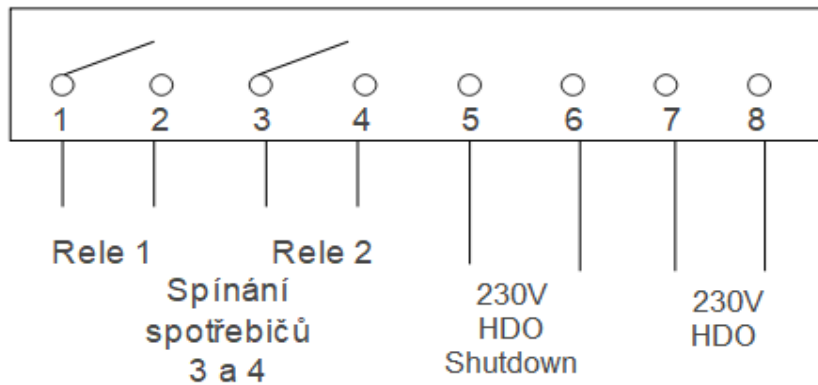 1 2 3 4 5 6 7 8
Rele 1 Rele 2
Spínání
spotřebičů
3 a 4
230V
HDO
Shutdown
230V
HDO